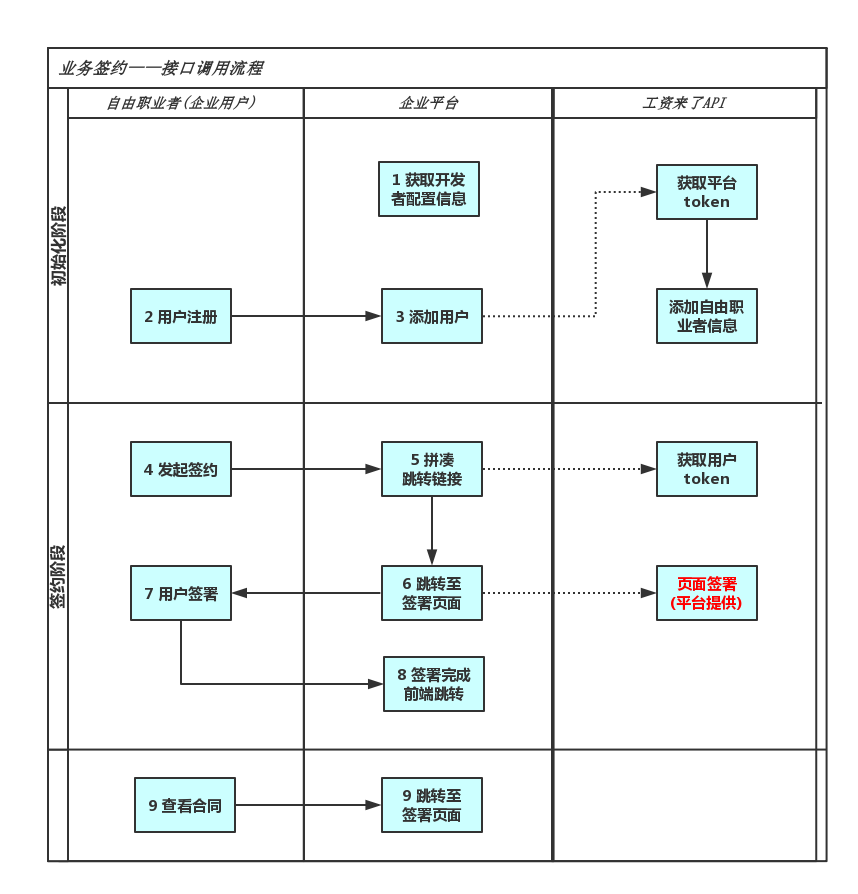 业务签约——接口调用流程
自由职业者(企业用户)
企业平台
工资来了API
初始化阶段
1 获取开发
者配置信息
获取平台
token
2 用户注册
3 添加用户
添加自由职
业者信息
签约阶段
4 发起签约
5 拼凑
跳转链接
获取用户
token
7 用户签署
6 跳转至
签署页面
页面签署
(平台提供)
8 签署完成
前端跳转
9 查看合同
9 跳转至
签署页面